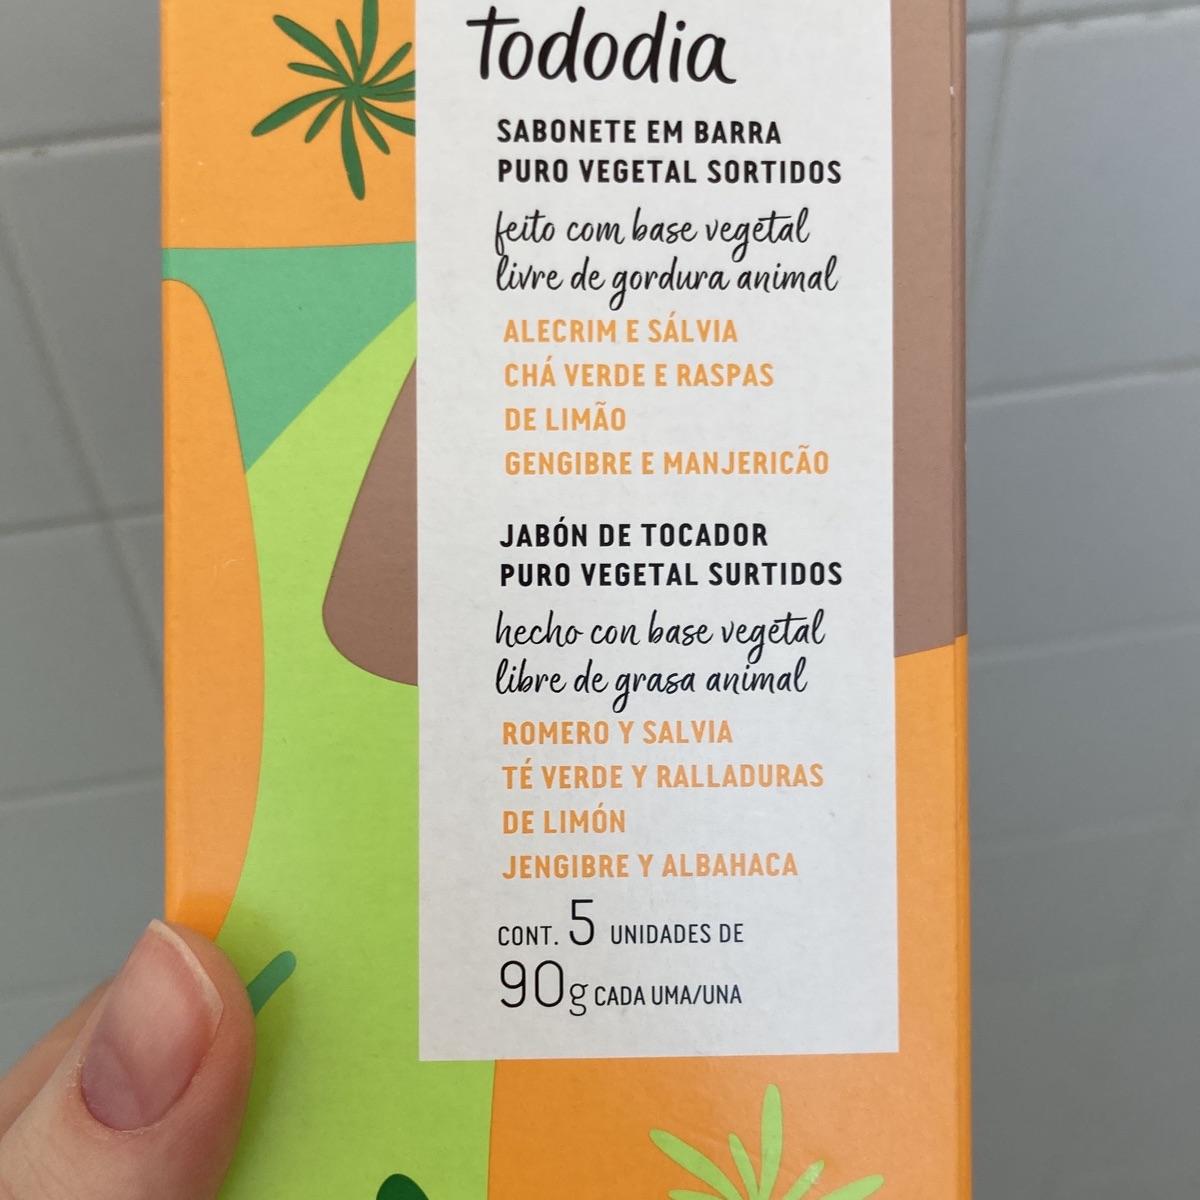 Tododia
SABONETE EM BARRA
PURO VEGETAL SORTIDOS
feito com base vegetal
livre de gordura animal
ALECRIM E SÁLVIA
CHÁ VERDE E RASPAS
DE LIMÃO
GENGIBRE E MANJERICÃO
JABÓN DE TOCADOR
PURO VEGETAL SURTIDOS
hecho con base vegetal
libre de grasa animal
ROMERO Y SALVIA
TÉ VERDE Y RALLADURAS
DE LIMÓN
JENGIBRE Y ALBAHACA
CONT. 5 UNIDADES DE
90g CADA UMA/UNA